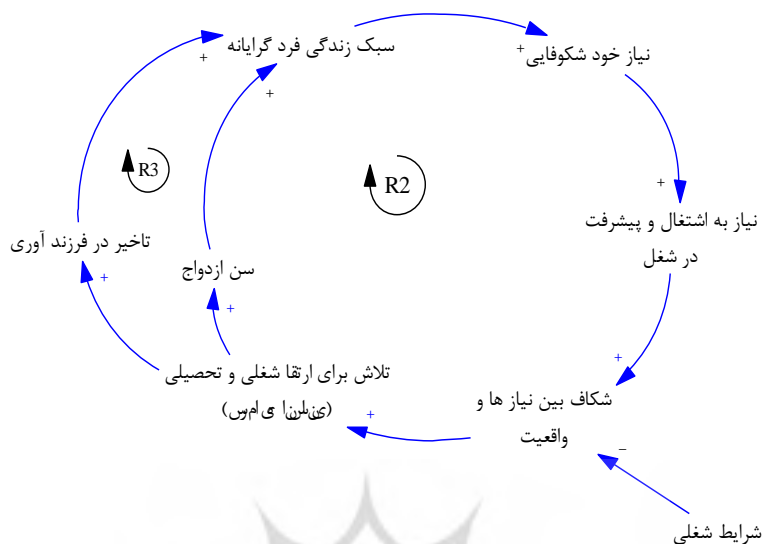 سبک زندگی فرد گرایانه
نیاز خود شکوفایی
+
+
+
+
R3
R2
نیاز به اشتغال و پیشرفت
در شغل
تاخیر در فرزند آوری
سن ازدواج
+
+
+
تلاش برای ارتقا شغلی و تحصیلی
شکاف بین نیاز ها و
واقعیت
+
–
شرایط شغلی